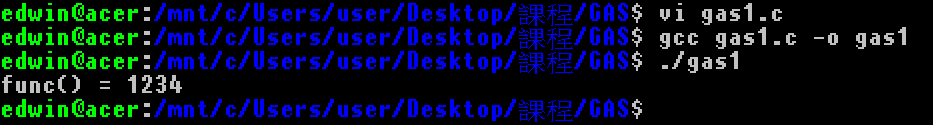 edwin@acer:/mnt/c/Users/user/Desktop/課程/GAS$ vi gas1.c
edwin@acer:/mnt/c/Users/user/Desktop/課程/GAS$ gcc gas1.c -o gas1
edwin@acer:/mnt/c/Users/user/Desktop/課程/GAS$ ./gas1
func() = 1234
edwin@acer:/mnt/c/Users/user/Desktop/課程/GAS$